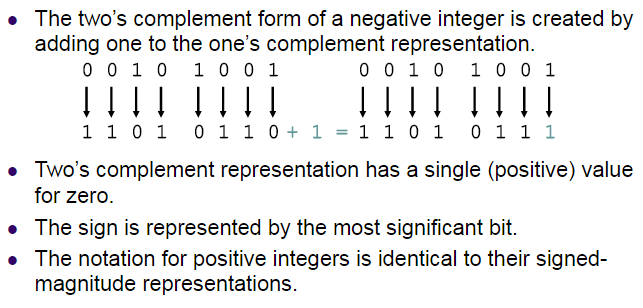 • The two's complement form of a negative integer is created by
adding one to the one's complement representation.
0 0 1 0 1 0 0 1 0 0 1 0 1 0 0 1
1 1 0 1 0 1 1 0 + 1 = 1 1 0 1 0 1 1 1
• Two's complement representation has a single (positive) value
for zero.
• The sign is represented by the most significant bit.
• The notation for positive integers is identical to their signed-
magnitude representations.